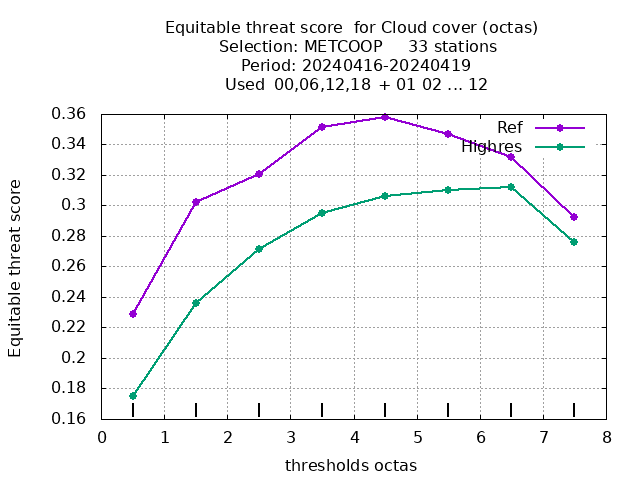 Equitable threat score  for Cloud cover (octas)
Selection: METCOOP     33 stations
Period: 20240416-20240419
Used  00,06,12,18  + 01 02 ... 12
Equitable threat score
0.36
0.34
0.32
0.3
0.28
0.26
0.24
0.22
0.2
0.18
0.16
Ref
Highres
0 1 2 3 4 5 6 7 8
thresholds octas